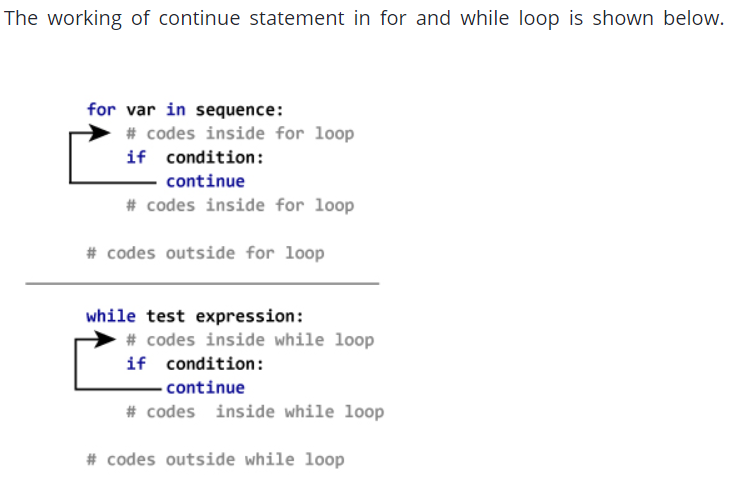 The working of continue statement in for and while loop is shown below.
for var in sequence:
# codes inside for loop
if condition:
continue
# codes inside for loop
# codes outside for loop
while test expression:
# codes inside while loop
if condition:
continue
# codes inside while loop
# codes outside while loop